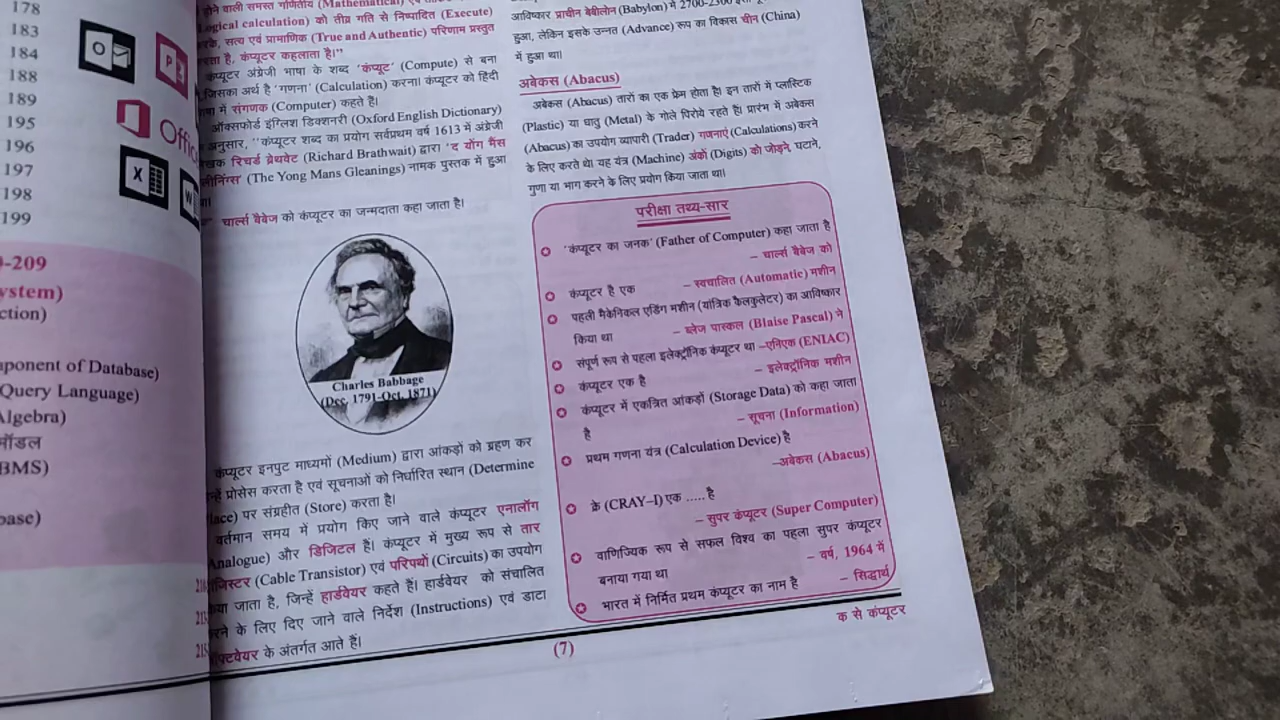 178
183
184
188
189
195
196
197
198
199
-209
ystem)
ction)
ponent of Database)
Query Language)
Algebra)
मॉडल
BMS)
base)
Offic
होने वाली समस्त गणितीय (Mathematical)
ogical calculation) को तीव्र गति से निष्पादित (Execute)
सत्य एवं प्रामाणिक (True and Authentic) परिणाम प्रस्तुत
है, कंप्यूटर कहलाता है।"
कंप्यूटर अंग्रेजी भाषा के शब्द 'कंप्यूट' (Compute) से बना
जिसका अर्थ है 'गणना' (Calculation) करना। कंप्यूटर को हिदी
में संगणक (Computer) कहते है।
ऑक्सफोर्ड इंग्लिश डिक्शनरी (Oxford English Dictionary)
अनुसार, "कंप्यूटर शब्द का प्रयोग सर्वप्रथम वर्ष 1613 में अंग्रेजी
रिचर्ड ब्रेथवेट (Richard Brathwait) द्वारा 'द योंग मैंस
(The Yong Mans Gleanings) नामक पुस्तक में हुआ
चार्ल्स बैबेज को कंप्यूटर का जन्मदाता कहा जाता है।
Charles Babbage
(Dec. 1791-Oct. 1871)
कंप्यूटर इनपुट माध्यमों (Medium) द्वारा आंकड़ों को ग्रहण कर
प्रोसेस करता है एवं सूचनाओं को निर्धारित स्थान (Determine
lace) पर संग्रहीत (Store) करता है।
वर्तमान समय में प्रयोग किए जाने वाले कंप्यूटर एनालॉग
Analogue) और डिजिटल हैं। कंप्यूटर में मुख्य रूप से तार
(Cable Transistor) एवं परिपथों (Circuits) का उपयोग
जाता है, जिन्हें हार्डवेयर कहते हैं। हार्डवेयर को संचालित
के लिए दिए जाने वाले निर्देश (Instructions) एवं डाटा
के अंतर्गत आते हैं।
आविष्कार प्राचीन बेबीलोन (Babylon) में 2700-2300
हुआ, लेकिन इसके उन्नत (Advance) रूप का विकास चीन (China)
में हुआ था।
अबेकस (Abacus)
अबेकस (Abacus) तारों का एक फ्रेम होता है। इन तारों में प्लास्टिक
(Plastic) या धातु (Metal) के गोले पिरोये रहते हैं। प्रारंभ में अबेकस
(Abacus) का उपयोग व्यापारी (Trader) गणनाएं (Calculations) करने
के लिए करते थे। यह यंत्र (Machine) अंकों (Digits) को जोड़ने, घटाने,
गुणा या भाग करने के लिए प्रयोग किया जाता था।
परीक्षा तथ्य-सार
'कंप्यूटर का जनक' (Father of Computer) कहा जाता है
– चार्ल्स बैबेज को
कंप्यूटर है एक – स्वचालित (Automatic) मशीन
पहली मैकेनिकल एडिंग मशीन (यांत्रिक कैलकुलेटर) का आविष्कार
किया था – ब्लेज पास्कल (Blaise Pascal) ने
संपूर्ण रूप से पहला इलेक्ट्रॉनिक कंप्यूटर था –एनिएक (ENIAC)
कंप्यूटर एक है – इलेक्ट्रॉनिक मशीन
कंप्यूटर में एकत्रित आंकड़ों (Storage Data) को कहा जाता
है – सूचना (Information)
प्रथम गणना यंत्र (Calculation Device) है
–अबेकस (Abacus)
क्रे (CRAY–I) एक ..... है
– सुपर कंप्यूटर (Super Computer)
वाणिज्यिक रूप से सफल विश्व का पहला सुपर कंप्यूटर
बनाया गया था – वर्ष, 1964 में
भारत में निर्मित प्रथम कंप्यूटर का नाम है – सिद्धार्थ
क से कंप्यूटर
(7)